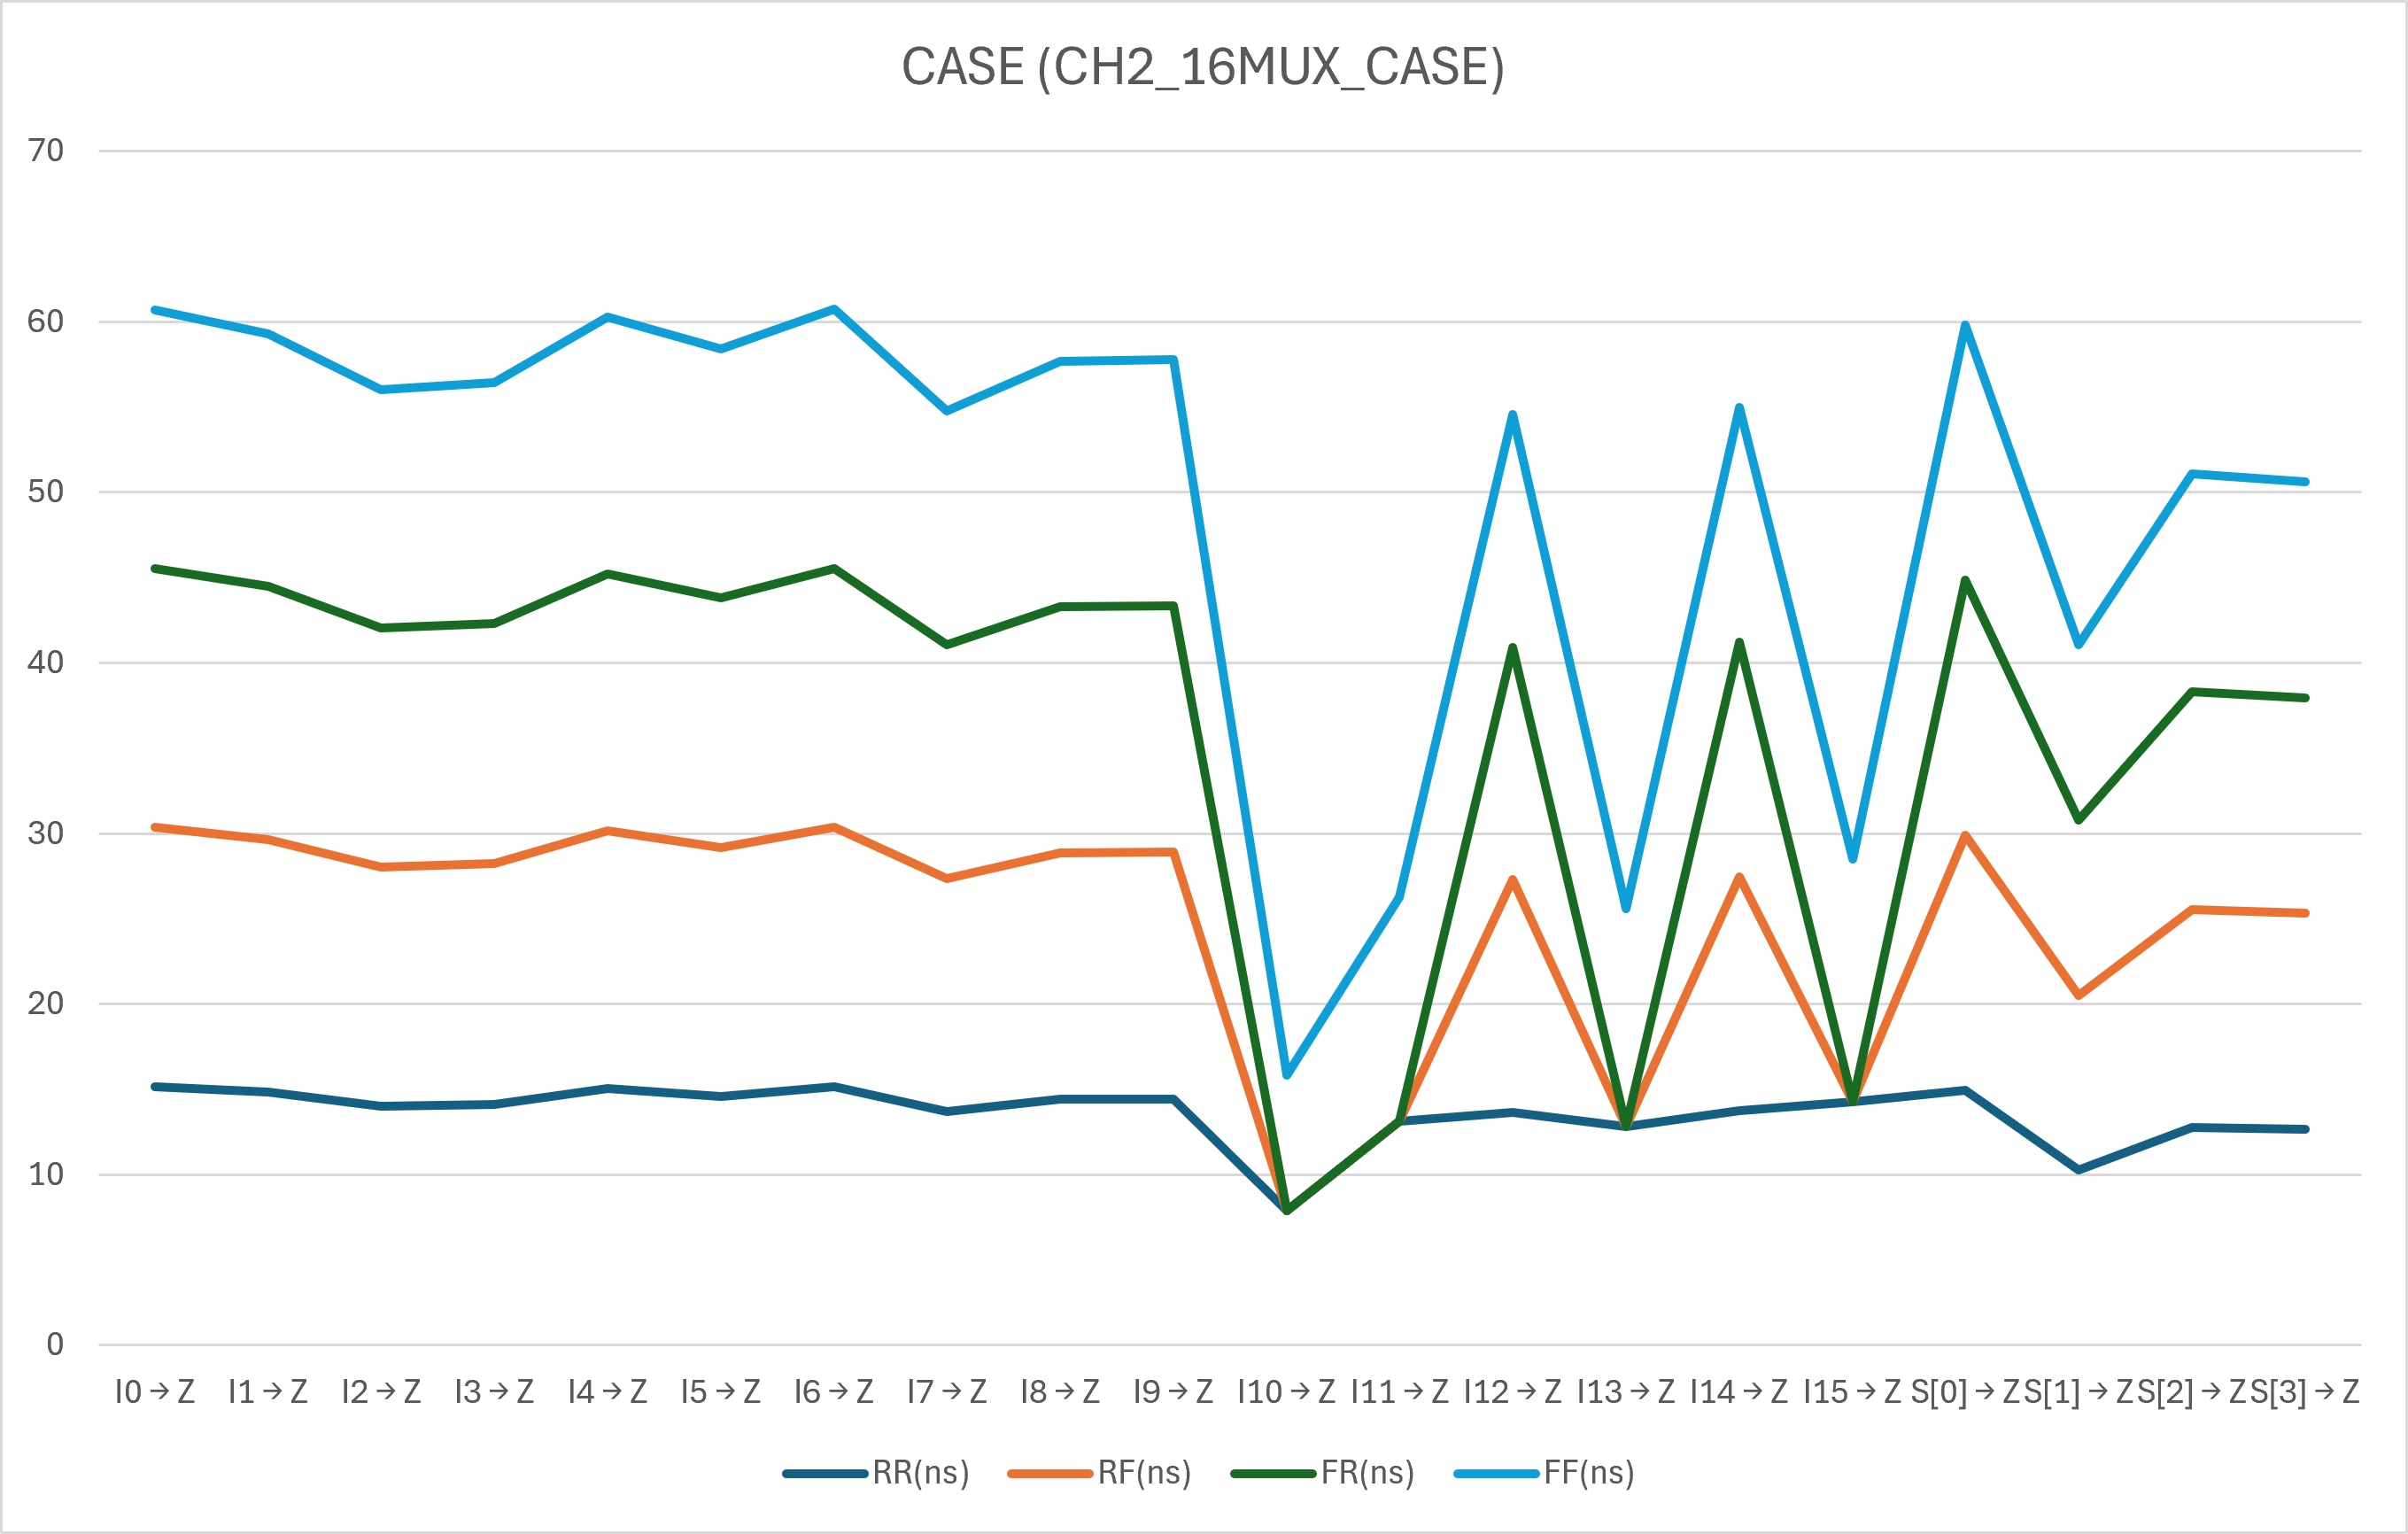 CASE (CH2_16MUX_CASE)
70
60
50
40
30
20
10
0
I0 → Z I1 → Z I2 → Z I3 → Z I4 → Z I5 → Z I6 → Z I7 → Z I8 → Z I9 → Z I10 → Z I11 → Z I12 → Z I13 → Z I14 → Z I15 → Z S[0] → Z S[1] → Z S[2] → Z S[3] → Z
RR(ns) RF(ns) FR(ns) FF(ns)